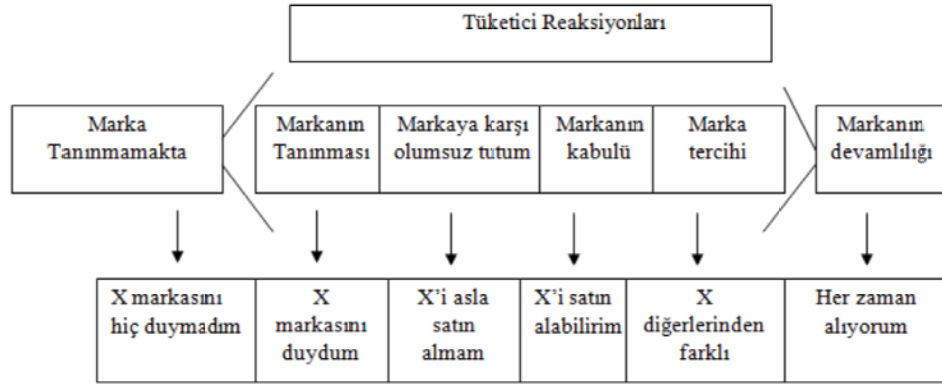 Tüketici Reaksiyonları
Marka
Tanınmamakta
Markanın
Tanınması
Markaya karşı
olumsuz tutum
Markanın
kabulü
Marka
tercihi
Markanın
devamlılığı
X markasını
hiç duymadım
X
markasını
duydum
X’i asla
satın
almam
X’i satın
alabilirim
X
diğerlerinden
farklı
Her zaman
alıyorum